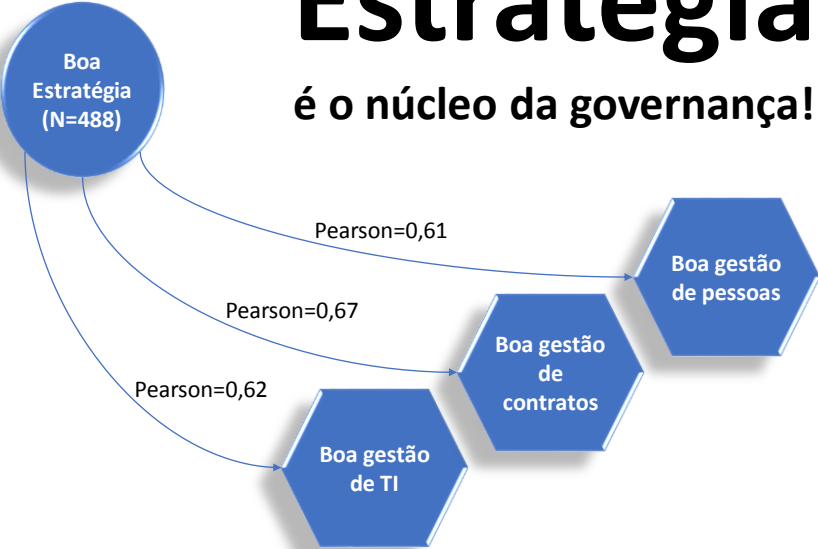 Estratégia
é o núcleo da governança!
Boa
Estratégia
(N=488)
Pearson=0,61
Boa gestão
de pessoas
Pearson=0,67
Boa gestão
de
contratos
Pearson=0,62
Boa gestão
de TI